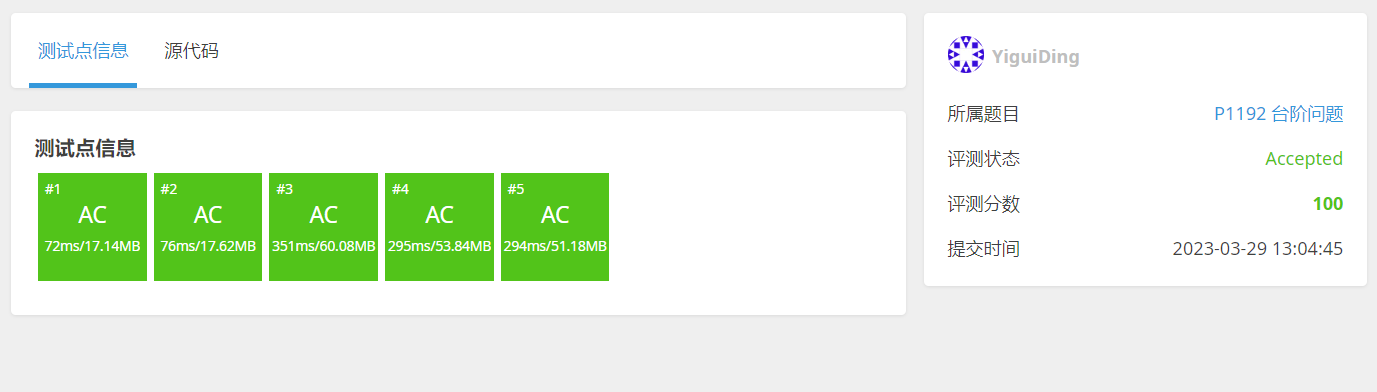 测试点信息 源代码
测试点信息
#1 #2 #3 #4 #5
AC AC AC AC AC
72ms/17.14MB 76ms/17.62MB 351ms/60.08MB 295ms/53.84MB 294ms/51.18MB
YiguiDing
所属题目 P1192 台阶问题
评测状态 Accepted
评测分数 100
提交时间 2023-03-29 13:04:45